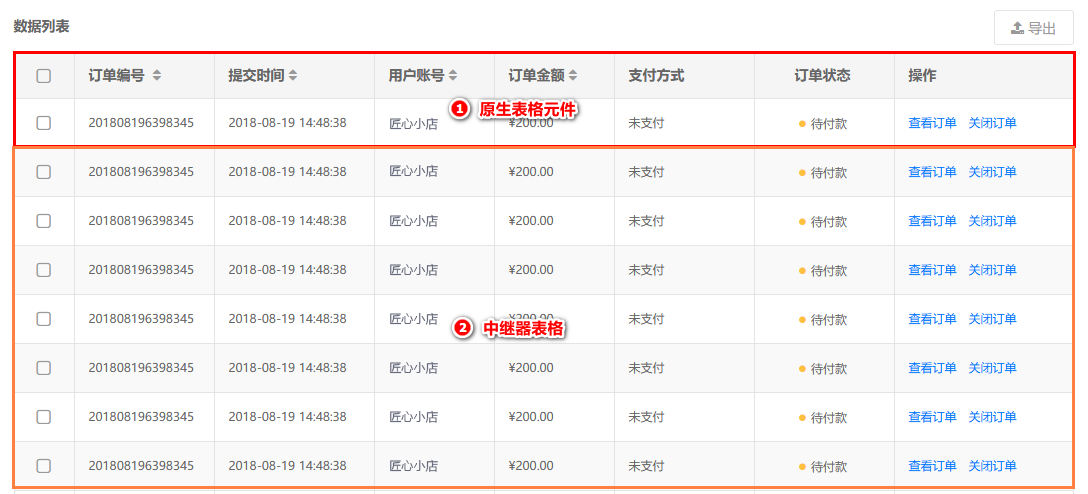 数据列表
导出
订单编号 提交时间 用户账号 订单金额 支付方式 订单状态 操作
1 原生表格元件
201808196398345 2018-08-19 14:48:38 匠心小店 ¥200.00 未支付 待付款 查看订单 关闭订单
201808196398345 2018-08-19 14:48:38 匠心小店 ¥200.00 未支付 待付款 查看订单 关闭订单
201808196398345 2018-08-19 14:48:38 匠心小店 ¥200.00 未支付 待付款 查看订单 关闭订单
201808196398345 2018-08-19 14:48:38 匠心小店 ¥200.00 未支付 待付款 查看订单 关闭订单
201808196398345 2018-08-19 14:48:38 匠心小店 ¥200.00 未支付 待付款 查看订单 关闭订单
2 中继器表格
201808196398345 2018-08-19 14:48:38 匠心小店 ¥200.00 未支付 待付款 查看订单 关闭订单
201808196398345 2018-08-19 14:48:38 匠心小店 ¥200.00 未支付 待付款 查看订单 关闭订单
201808196398345 2018-08-19 14:48:38 匠心小店 ¥200.00 未支付 待付款 查看订单 关闭订单